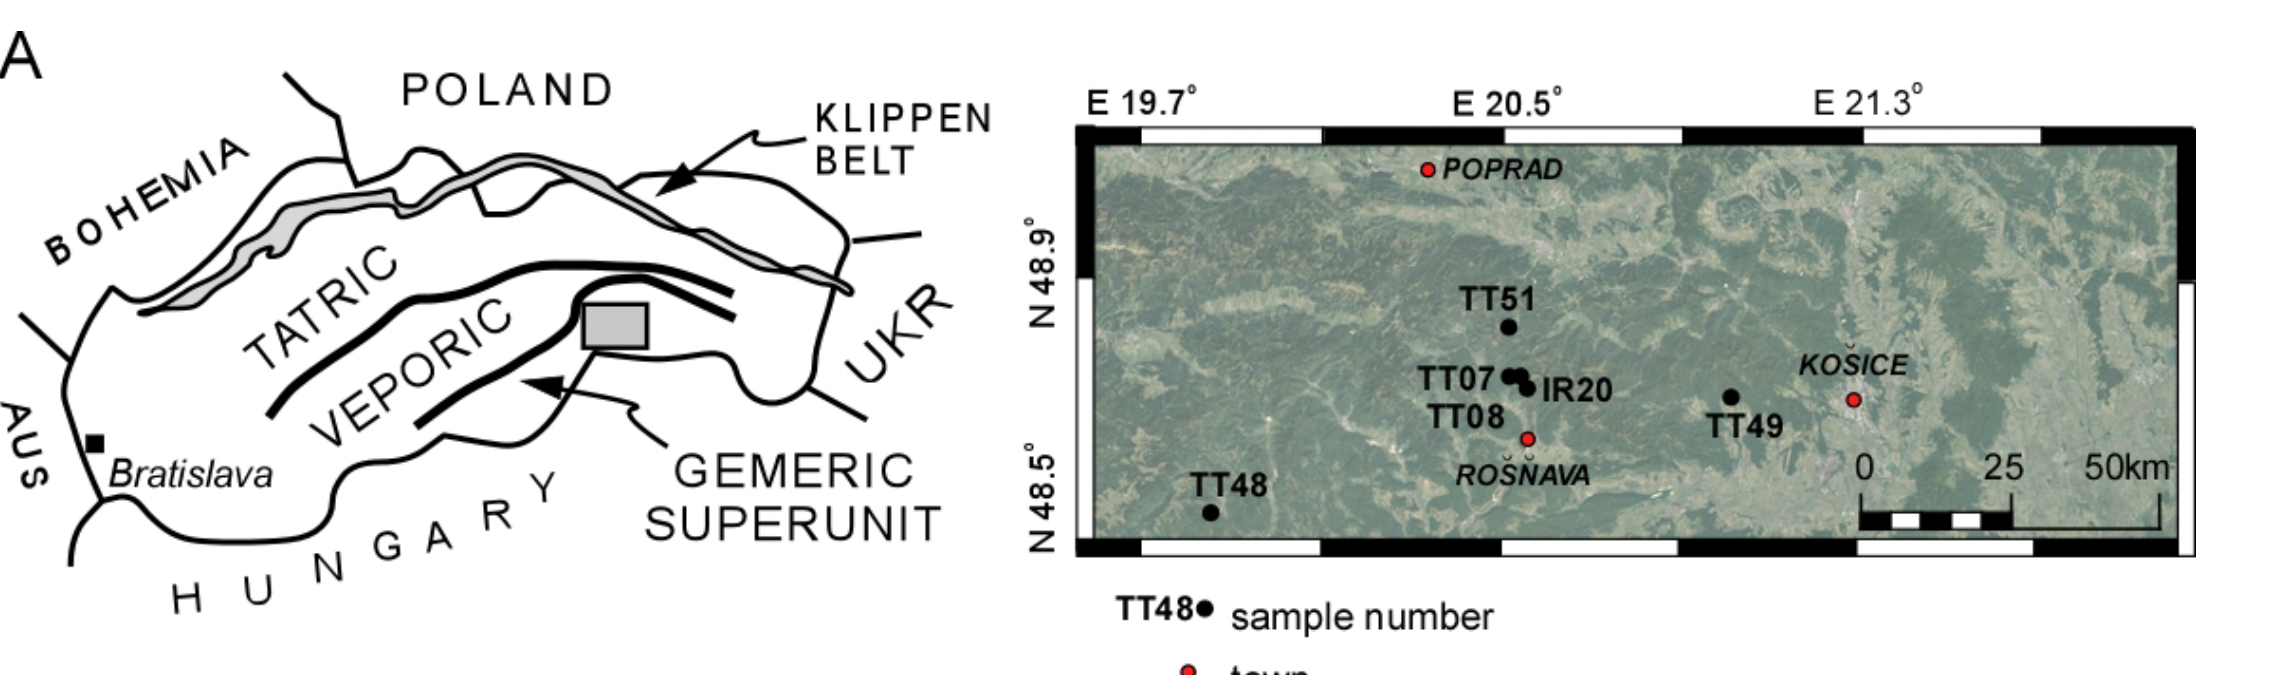 A
POLAND
KLIPPEN
BELT
BOHEMIA
TATRIC
VEPORIC
UKR
AUS
Bratislava
GEMERIC
SUPERUNIT
HUNGARY
E 19.7° E 20.5° E 21.3°
N 48.9°
N 48.5°
POPRAD
TT51
TT07
IR20
TT08
KOŠICE
TT49
ROŠŇAVA
TT48
0 25 50km
TT48 sample number
town